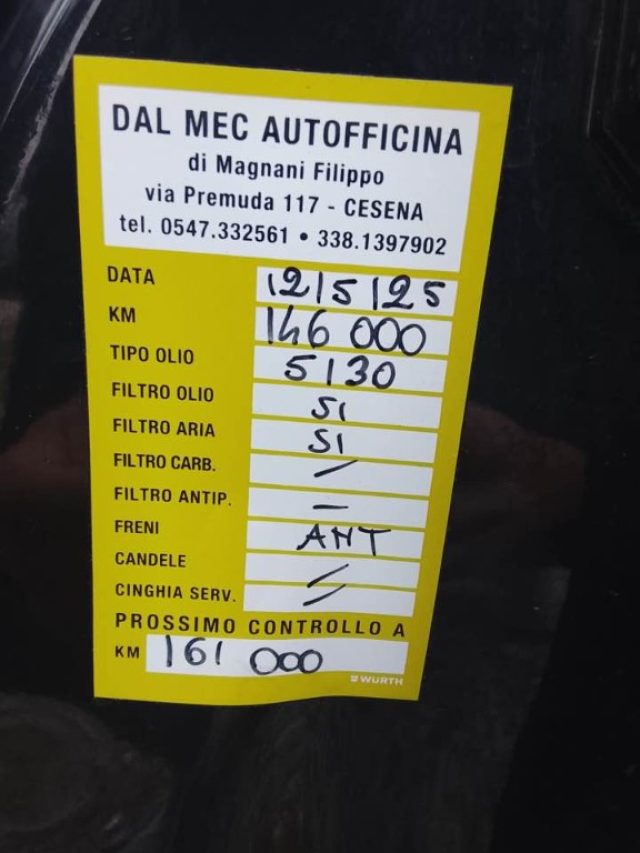 DAL MEC AUTOFFICINA
di Magnani Filippo
via Premuda 117 - CESENA
tel. 0547.332561 • 338.1397902
DATA 12/5/25
KM 146 000
TIPO OLIO 5/30
FILTRO OLIO SI
FILTRO ARIA SI
FILTRO CARB. /
FILTRO ANTIP. —
FRENI ANT
CANDELE /
CINGHIA SERV. /
PROSSIMO CONTROLLO A
KM 161 000
WÜRTH